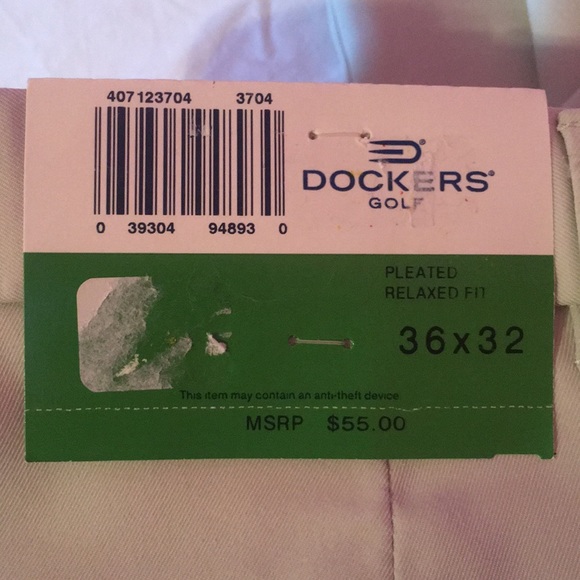 407123704 3704
0 39304 94893 0
DOCKERS®
GOLF
PLEATED
RELAXED FIT
36x32
This item may contain an anti-theft device.
MSRP $55.00